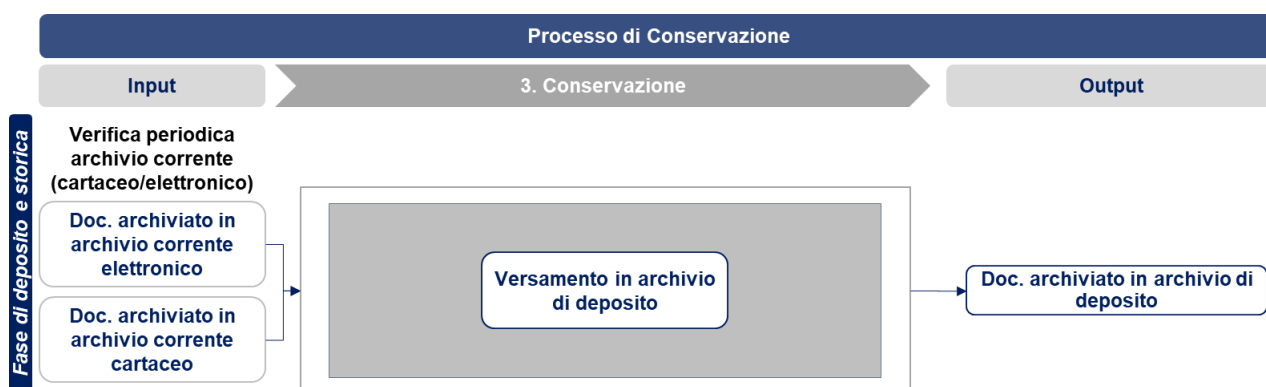 Processo di Conservazione
Input
3. Conservazione
Output
Fase di deposito e storica
Verifica periodica
archivio corrente
(cartaceo/elettronico)
Doc. archiviato in
archivio corrente
elettronico
Doc. archiviato in
archivio corrente
cartaceo
Versamento in archivio
di deposito
Doc. archiviato in archivio di
deposito